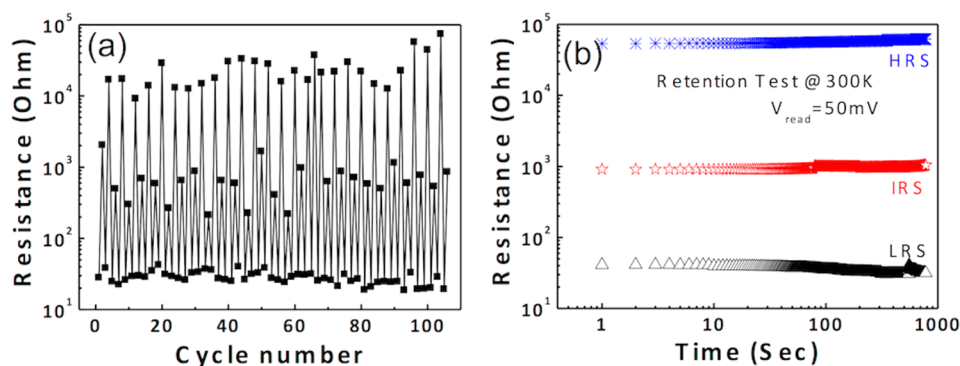 (a)
Resistance (Ohm)
10^5
10^4
10^3
10^2
10^1
0 20 40 60 80 100
Cycle number
(b)
Resistance (Ohm)
10^5
10^4
10^3
10^2
10^1
HRS
Retention Test @ 300K
V_read=50mV
IRS
LRS
1 10 100 1000
Time (Sec)